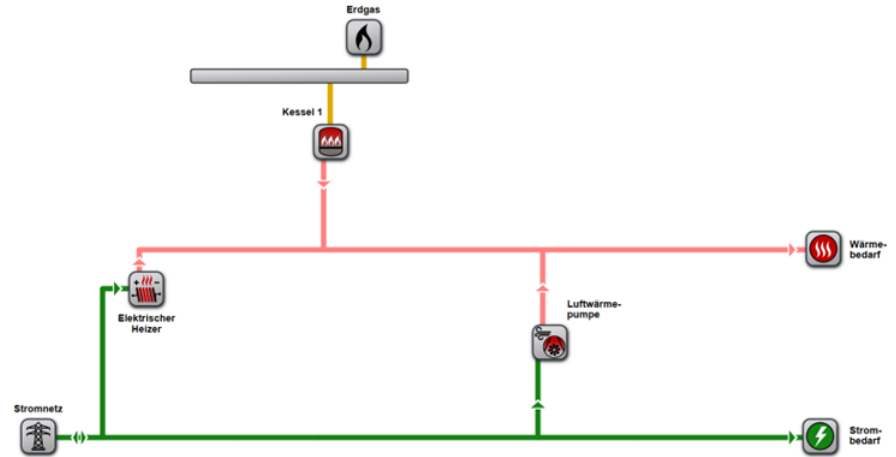 Erdgas
Kessel 1
Wärme-
bedarf
Elektrischer
Heizer
Luftwärme-
pumpe
Stromnetz
Strom-
bedarf